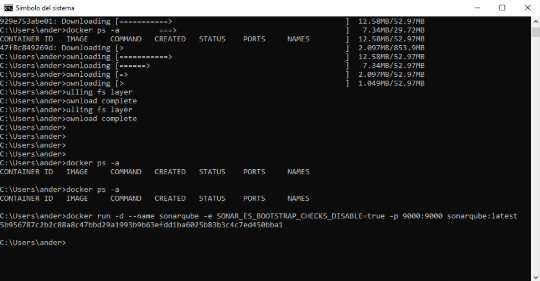 Símbolo del sistema
929e753abe01: Downloading [===========>                                       ]  12.58MB/52.97MB
C:\Users\ander>docker ps -a          ===>                                     ]  7.34MB/29.72MB
CONTAINER ID   IMAGE     COMMAND   CREATED   STATUS    PORTS     NAMES        ]  12.58MB/52.97MB
47f8c849269d: Downloading [>                                                  ]  2.097MB/853.9MB
C:\Users\ander>ownloading [===========>                                       ]  12.58MB/52.97MB
C:\Users\ander>ownloading [======>                                            ]  7.34MB/52.97MB
C:\Users\ander>ownloading [=>                                                 ]  2.097MB/52.97MB
C:\Users\ander>ownloading [>                                                  ]  1.049MB/52.97MB
C:\Users\ander>ulling fs layer
C:\Users\ander>ownload complete
C:\Users\ander>ulling fs layer
C:\Users\ander>ownload complete
C:\Users\ander>
C:\Users\ander>
C:\Users\ander>
C:\Users\ander>docker ps -a
CONTAINER ID   IMAGE     COMMAND   CREATED   STATUS    PORTS     NAMES
C:\Users\ander>docker ps -a
CONTAINER ID   IMAGE     COMMAND   CREATED   STATUS    PORTS     NAMES
C:\Users\ander>docker run -d --name sonarqube -e SONAR_ES_BOOTSTRAP_CHECKS_DISABLE=true -p 9000:9000 sonarqube:latest
5b956787c2b2c88a8c47bbd29a1993b9b63efdd1ba6025b83b3c4c7ed450bba1
C:\Users\ander>